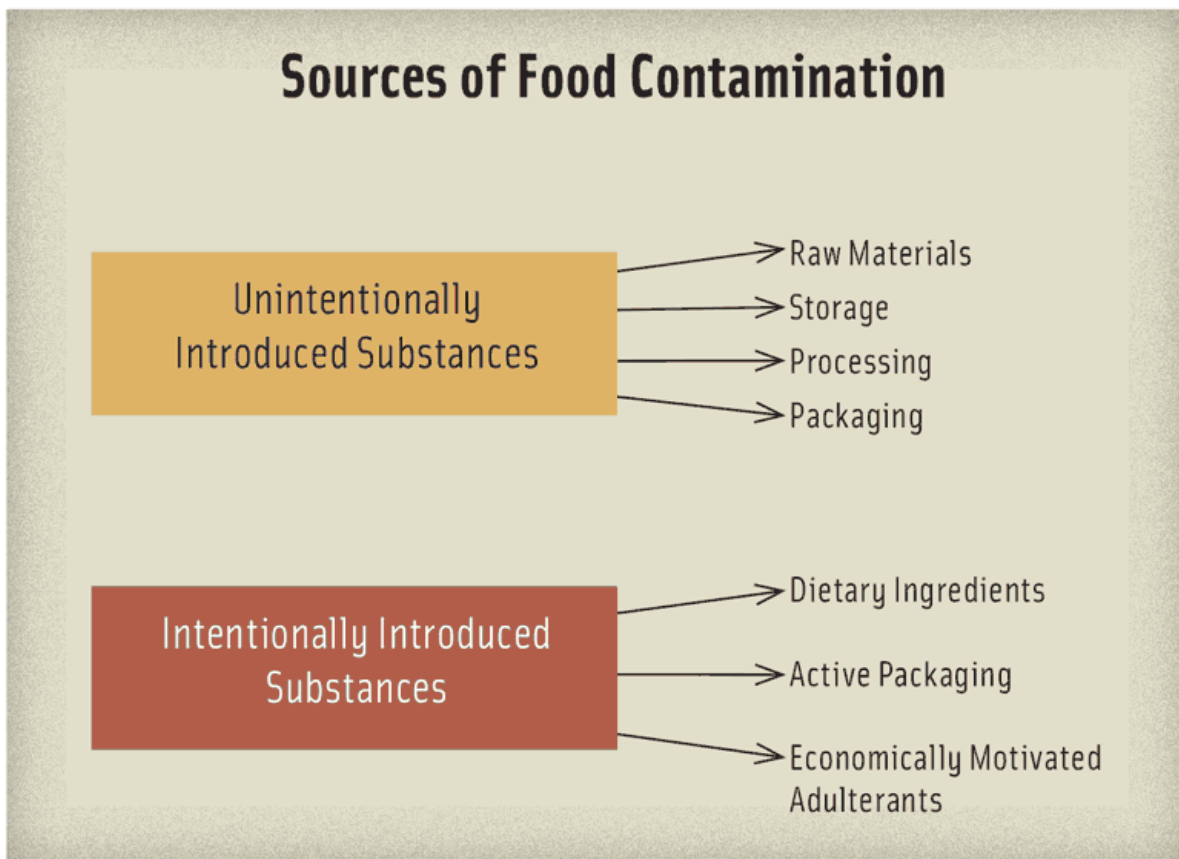 Sources of Food Contamination
Unintentionally
Introduced Substances
Raw Materials
Storage
Processing
Packaging
Intentionally Introduced
Substances
Dietary Ingredients
Active Packaging
Economically Motivated
Adulterants